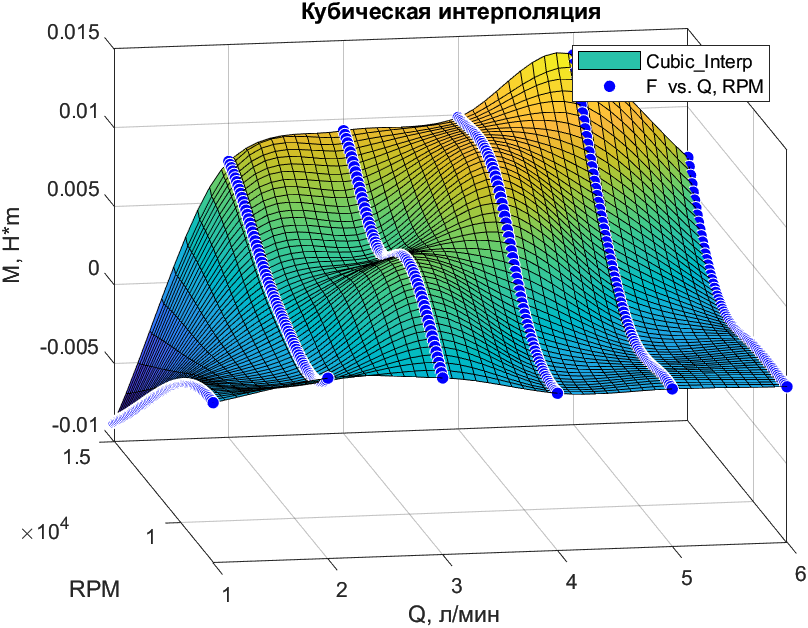 Кубическая интерполяция
Cubic_Interp
F vs. Q, RPM
0.015
0.01
0.005
0
-0.005
-0.01
M, H*m
1.5
1
×10^4
RPM
1
2
3
4
5
6
Q, л/мин